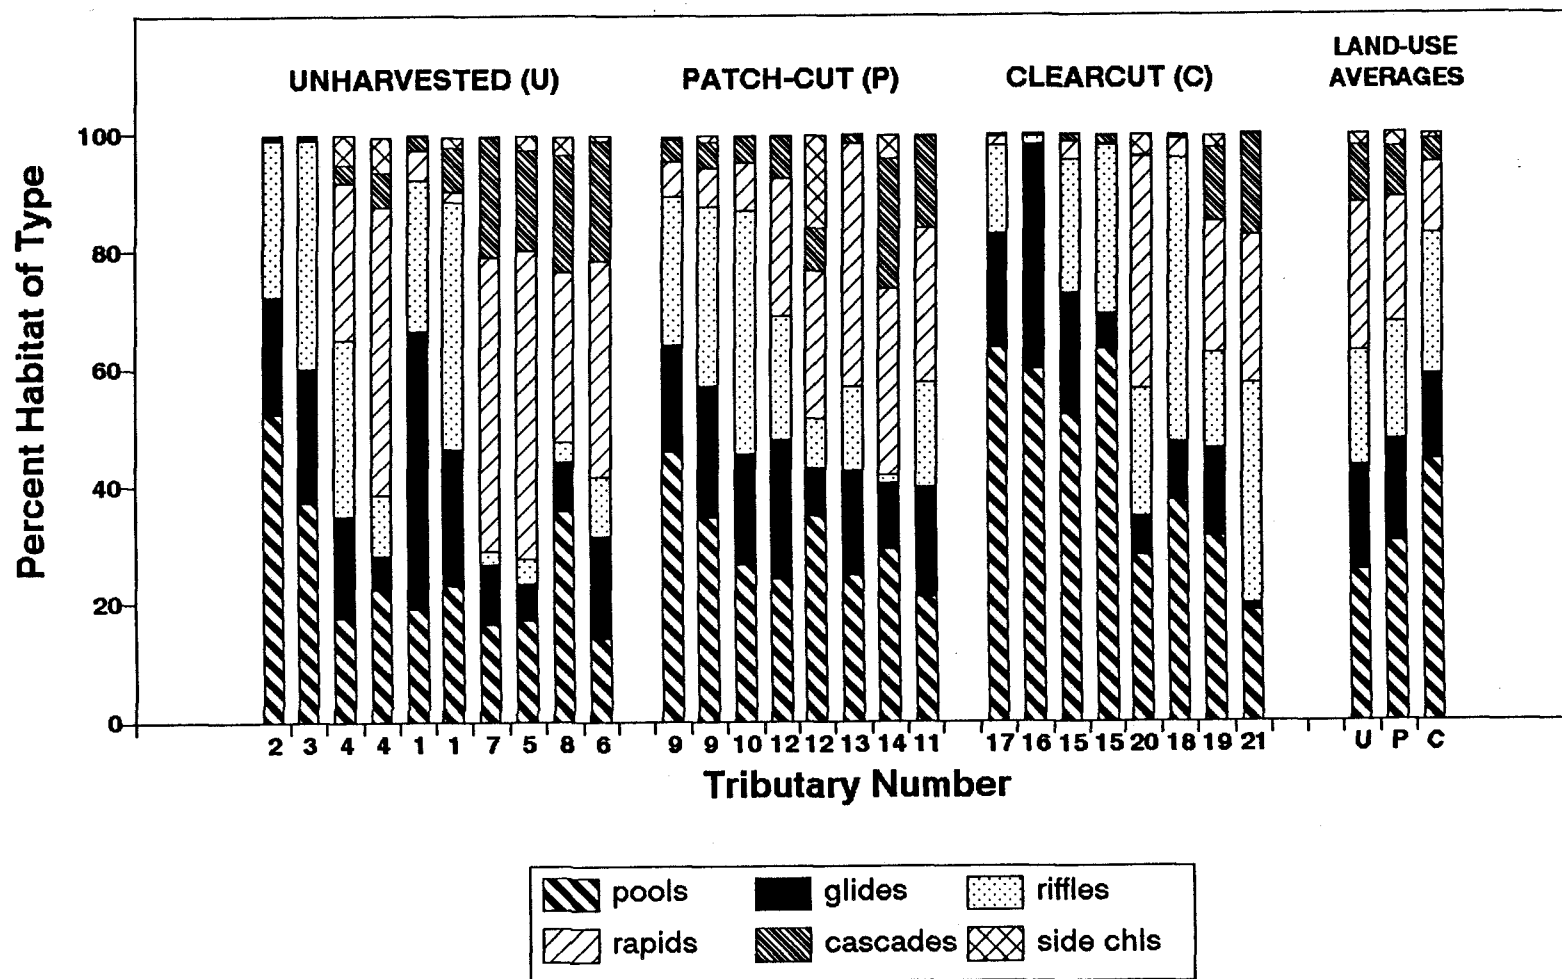 LAND-USE
UNHARVESTED (U) PATCH-CUT (P) CLEARCUT (C) AVERAGES
Percent Habitat of Type
100
80
60
40
20
0
2 3 4 4 1 1 7 5 8 6 9 9 10 12 12 13 14 11 17 16 15 15 20 18 19 21 U P C
Tributary Number
pools glides riffles
rapids cascades side chls